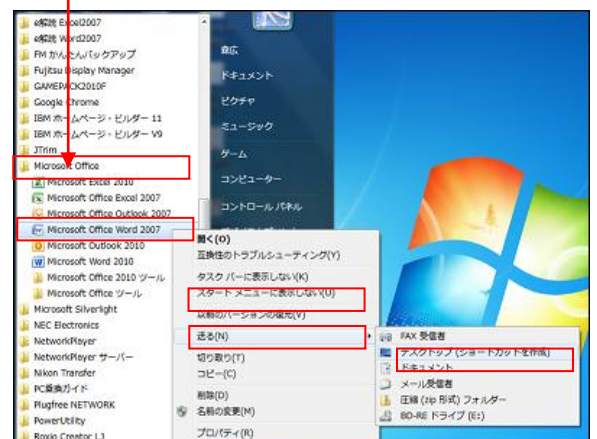 e解説 Excel2007
e解説 Word2007
FM かんたんバックアップ
Fujitsu Display Manager
GAMEPACK2010F
Google Chrome
IBM ホームページ・ビルダー 11
IBM ホームページ・ビルダー V9
JTrim
Microsoft Office
Microsoft Excel 2010
Microsoft Office Excel 2007
Microsoft Office Outlook 2007
Microsoft Office Word 2007
Microsoft Outlook 2010
Microsoft Word 2010
Microsoft Office 2010 ツール
Microsoft Office ツール
Microsoft Silverlight
NEC Electronics
NetworkPlayer
NetworkPlayer サーバー
Nikon Transfer
PC乗換ガイド
Plugfree NETWORK
PowerUtility
Roxio Creator LJ
ドキュメント
ピクチャ
ミュージック
ゲーム
コンピューター
コントロール パネル
開く(O)
互換性のトラブルシューティング(Y)
タスク バーに表示しない(K)
スタート メニューに表示しない(U)
以前のバージョンの復元(V)
送る(N)
切り取り(T)
コピー(C)
削除(D)
名前の変更(M)
プロパティ(R)
FAX 受信者
デスクトップ (ショートカットを作成)
ドキュメント
メール受信者
圧縮 (zip 形式) フォルダー
BD-RE ドライブ (E:)